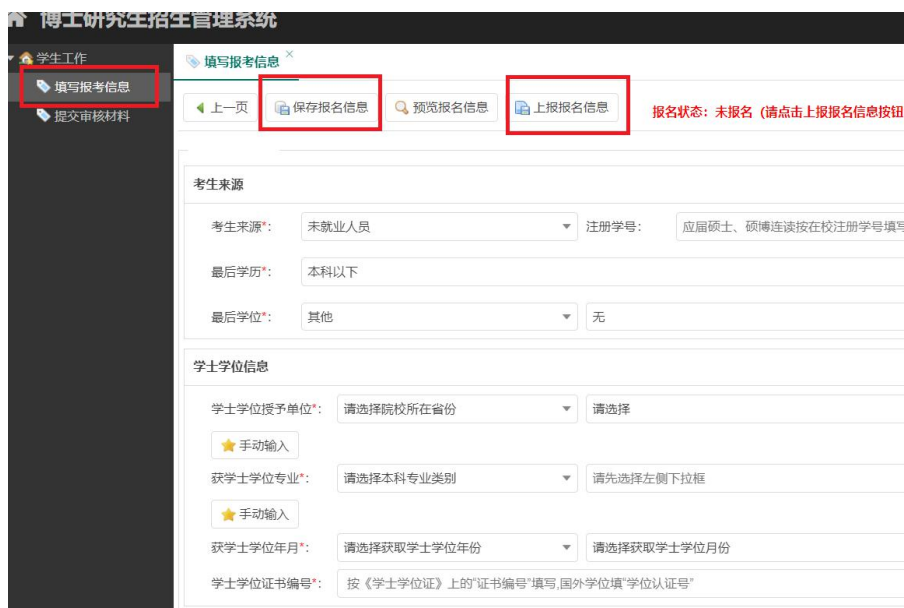 博士研究生招生管理系统
学生工作
填写报考信息
提交审核材料
填写报考信息
上一页 保存报名信息 预览报名信息 上报报名信息 报名状态：未报名（请点击上报报名信息按钮
考生来源
考生来源*： 未就业人员 注册学号： 应届硕士、硕博连读按在校注册学号填写
最后学历*： 本科以下
最后学位*： 其他 无
学士学位信息
学士学位授予单位*： 请选择院校所在省份 请选择
手动输入
获学士学位专业*： 请选择本科专业类别 请先选择左侧下拉框
手动输入
获学士学位年月*： 请选择获取学士学位年份 请选择获取学士学位月份
学士学位证书编号*： 按《学士学位证》上的"证书编号"填写,国外学位填"学位认证号"